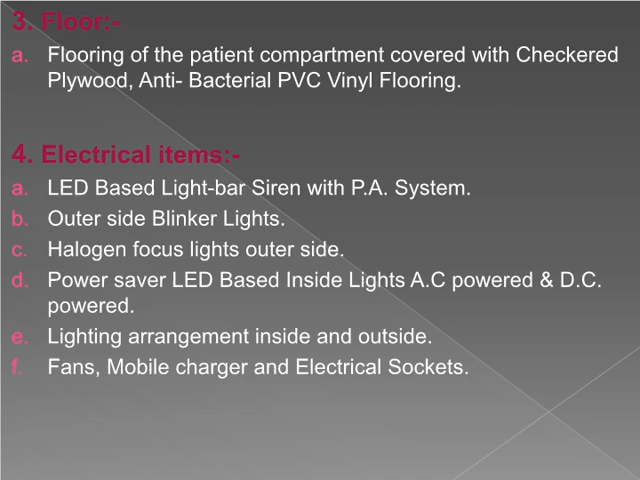 3. Floor:-
a. Flooring of the patient compartment covered with Checkered
Plywood, Anti- Bacterial PVC Vinyl Flooring.
4. Electrical items:-
a. LED Based Light-bar Siren with P.A. System.
b. Outer side Blinker Lights.
c. Halogen focus lights outer side.
d. Power saver LED Based Inside Lights A.C powered & D.C.
powered.
e. Lighting arrangement inside and outside.
f. Fans, Mobile charger and Electrical Sockets.